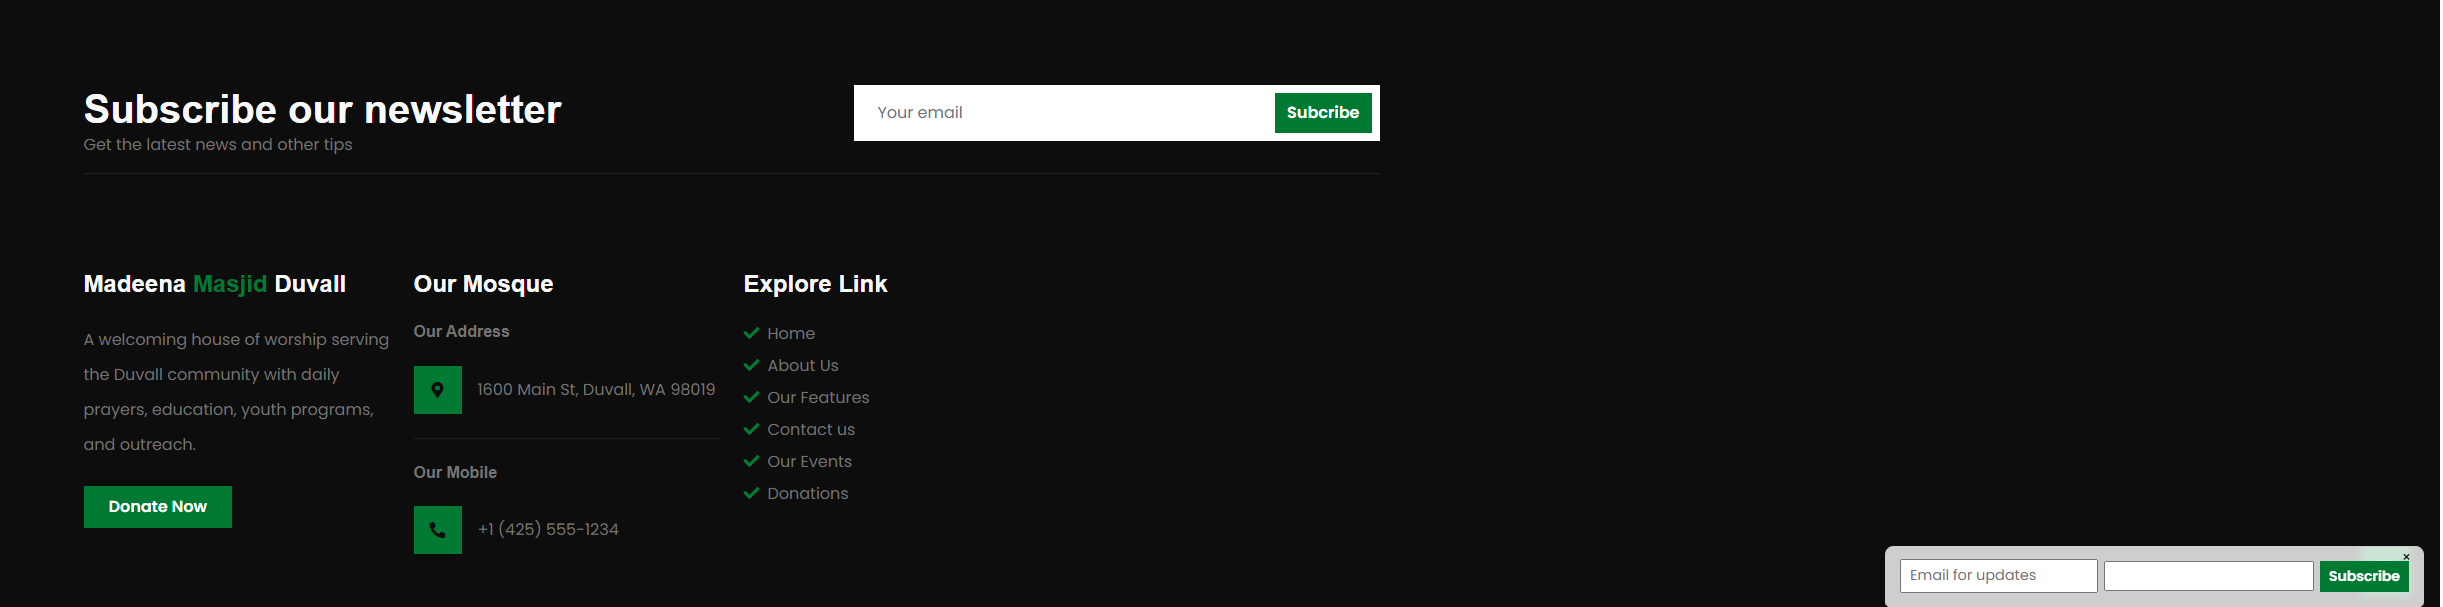 Subscribe our newsletter
Get the latest news and other tips
Your email
Subcribe
Madeena Masjid Duvall
A welcoming house of worship serving
the Duvall community with daily
prayers, education, youth programs,
and outreach.
Donate Now
Our Mosque
Our Address
1600 Main St, Duvall, WA 98019
Our Mobile
+1 (425) 555-1234
Explore Link
Home
About Us
Our Features
Contact us
Our Events
Donations
×
Email for updates
Subscribe